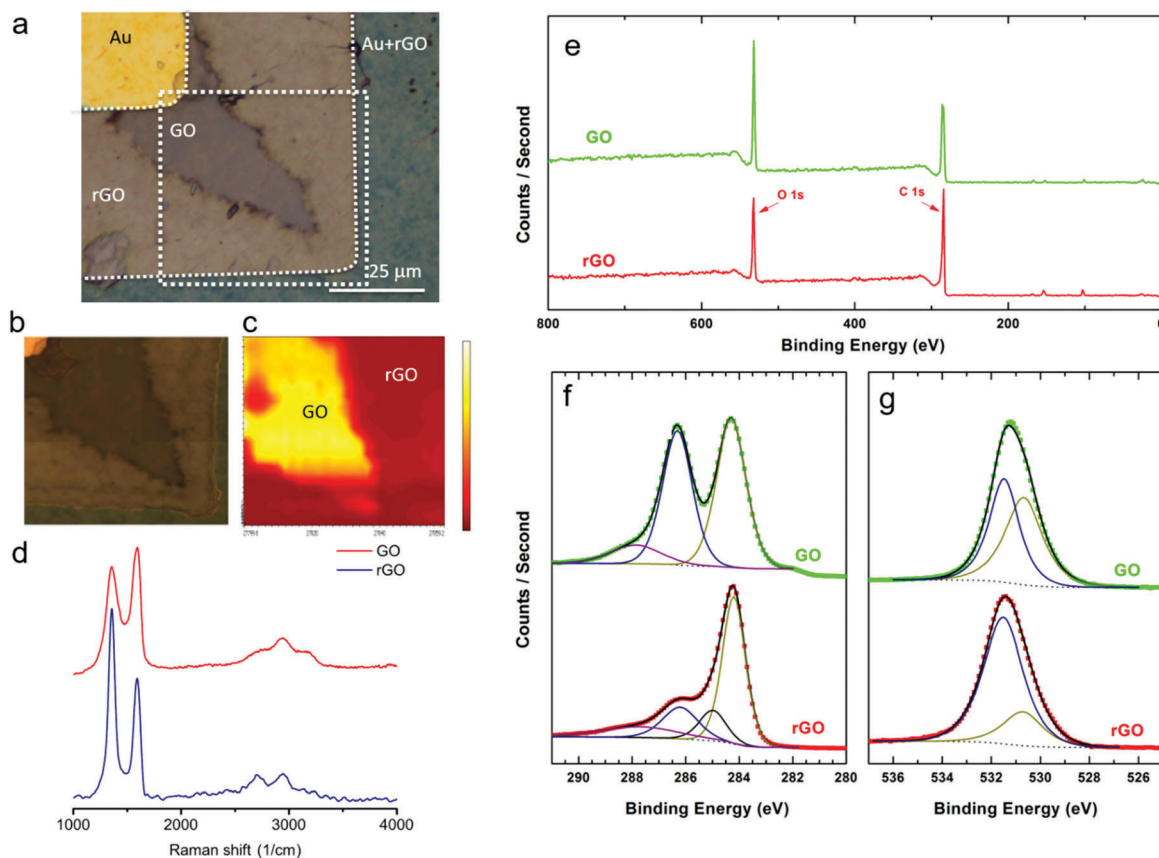 a
Au
Au+rGO
GO
rGO
25 μm
b
c
GO
rGO
d
GO
rGO
1000
2000
3000
4000
Raman shift (1/cm)
e
Counts / Second
GO
O 1s
C 1s
rGO
800
600
400
200
Binding Energy (eV)
f
g
Counts / Second
GO
rGO
GO
rGO
290
288
286
284
282
280
536
534
532
530
528
526
Binding Energy (eV)
Binding Energy (eV)